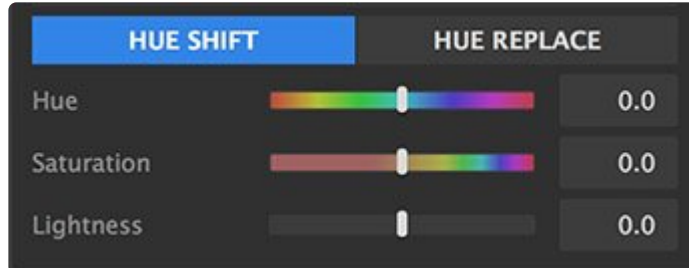 HUE SHIFT HUE REPLACE
Hue 0.0
Saturation 0.0
Lightness 0.0